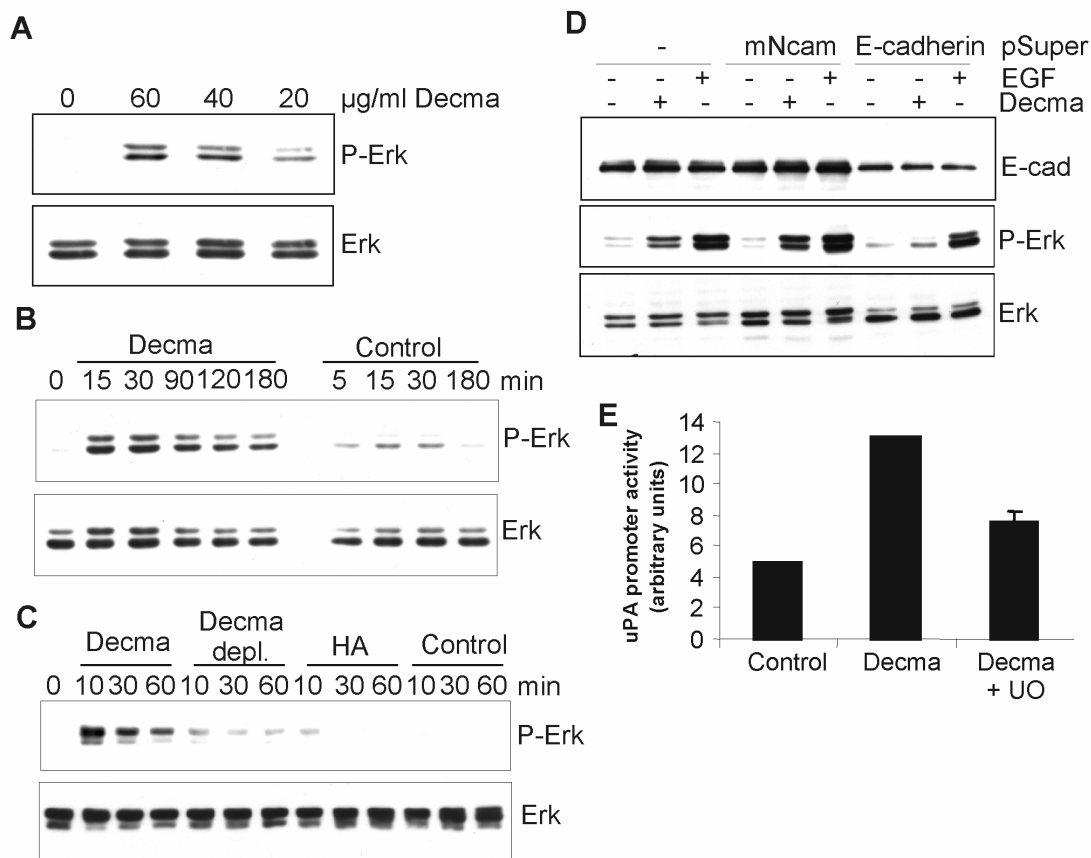 A
0 60 40 20 µg/ml Decma
P-Erk
Erk
B
Decma Control
0 15 30 90 120 180 5 15 30 180 min
P-Erk
Erk
C
Decma Decma depl. HA Control
0 10 30 60 10 30 60 10 30 60 10 30 60 min
P-Erk
Erk
D
- mNcam E-cadherin pSuper
- - + - - + - - + EGF
- + - - + - - + - Decma
E-cad
P-Erk
Erk
E
uPA promoter activity
(arbitrary units)
14
12
10
8
6
4
2
0
Control Decma Decma
+ UO